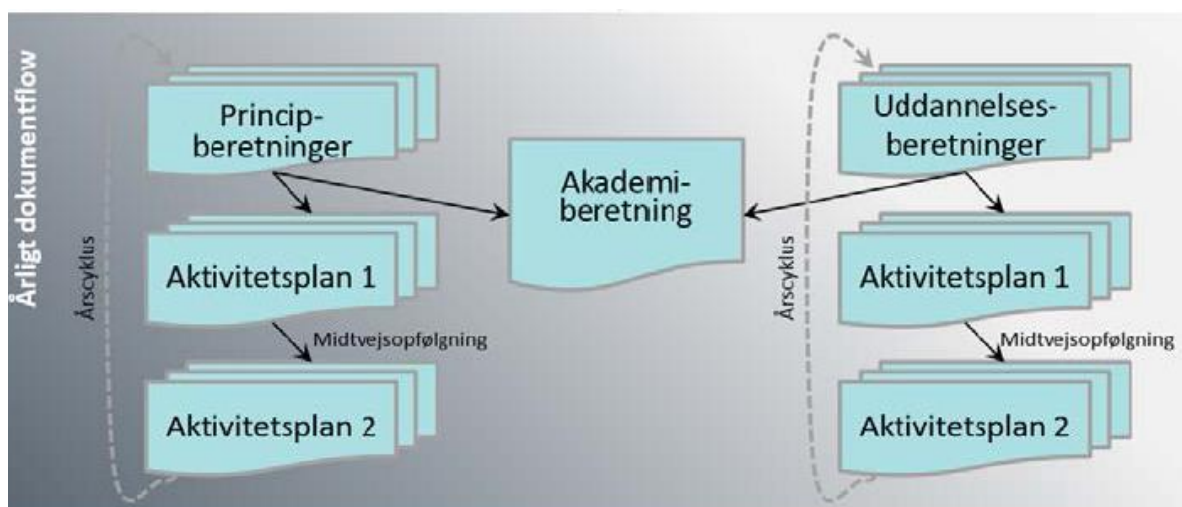 Årligt dokumentflow
Årscyklus
Princip-
beretninger
Aktivitetsplan 1
Midtvejsopfølgning
Aktivitetsplan 2
Akademi-
beretning
Årscyklus
Uddannelses-
beretninger
Aktivitetsplan 1
Midtvejsopfølgning
Aktivitetsplan 2